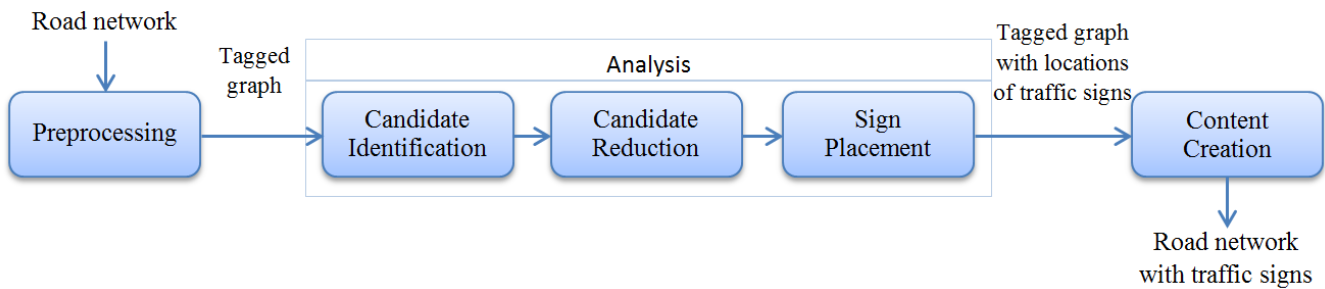 Road network
Preprocessing
Tagged
graph
Analysis
Candidate
Identification
Candidate
Reduction
Sign
Placement
Tagged graph
with locations
of traffic signs
Content
Creation
Road network
with traffic signs